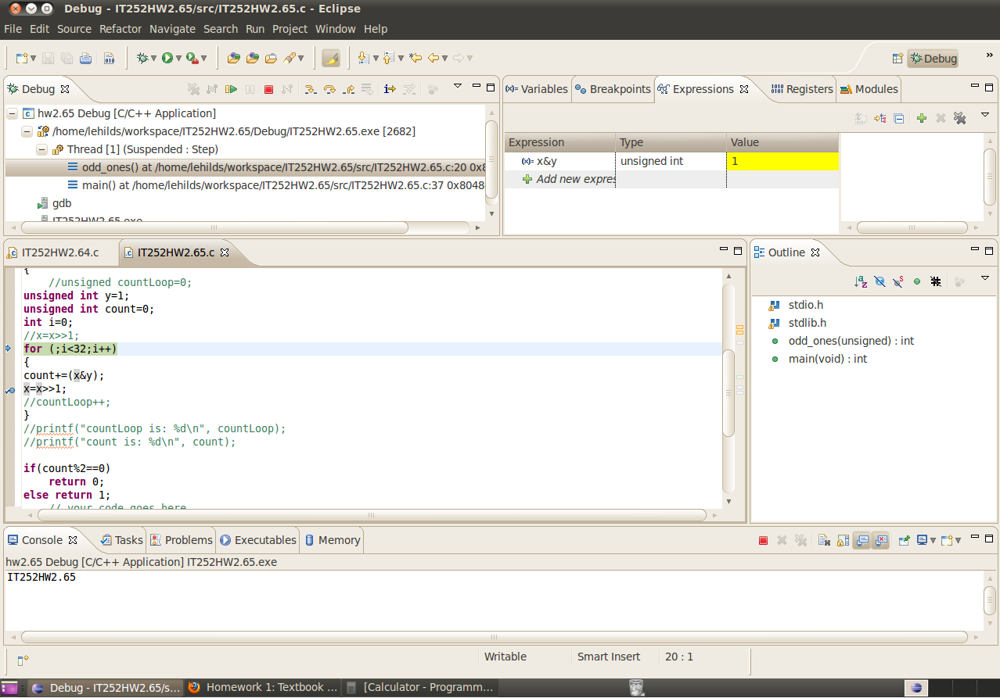 Debug - IT252HW2.65/src/IT252HW2.65.c - Eclipse
File Edit Source Refactor Navigate Search Run Project Window Help
Debug
»
Debug
hw2.65 Debug [C/C++ Application]
/home/lehilds/workspace/IT252HW2.65/Debug/IT252HW2.65.exe [2682]
Thread [1] (Suspended : Step)
odd_ones() at /home/lehilds/workspace/IT252HW2.65/src/IT252HW2.65.c:20 0x8
main() at /home/lehilds/workspace/IT252HW2.65/src/IT252HW2.65.c:37 0x8048
gdb
IT252HW2.65.exe
Variables Breakpoints Expressions Registers Modules
Expression Type Value
x&y unsigned int 1
Add new expres
IT252HW2.64.c IT252HW2.65.c
{
//unsigned countLoop=0;
unsigned int y=1;
unsigned int count=0;
int i=0;
//x=x>>1;
for (;i<32;i++)
{
count+=(x&y);
x=x>>1;
//countLoop++;
}
//printf("countLoop is: %d\n", countLoop);
//printf("count is: %d\n", count);
if(count%2==0)
return 0;
else return 1;
// your code goes here
Outline
stdio.h
stdlib.h
odd_ones(unsigned) : int
main(void) : int
Console Tasks Problems Executables Memory
hw2.65 Debug [C/C++ Application] IT252HW2.65.exe
IT252HW2.65
Writable Smart Insert 20 : 1
Debug - IT252HW2.65/s... Homework 1: Textbook ... [Calculator - Programm...